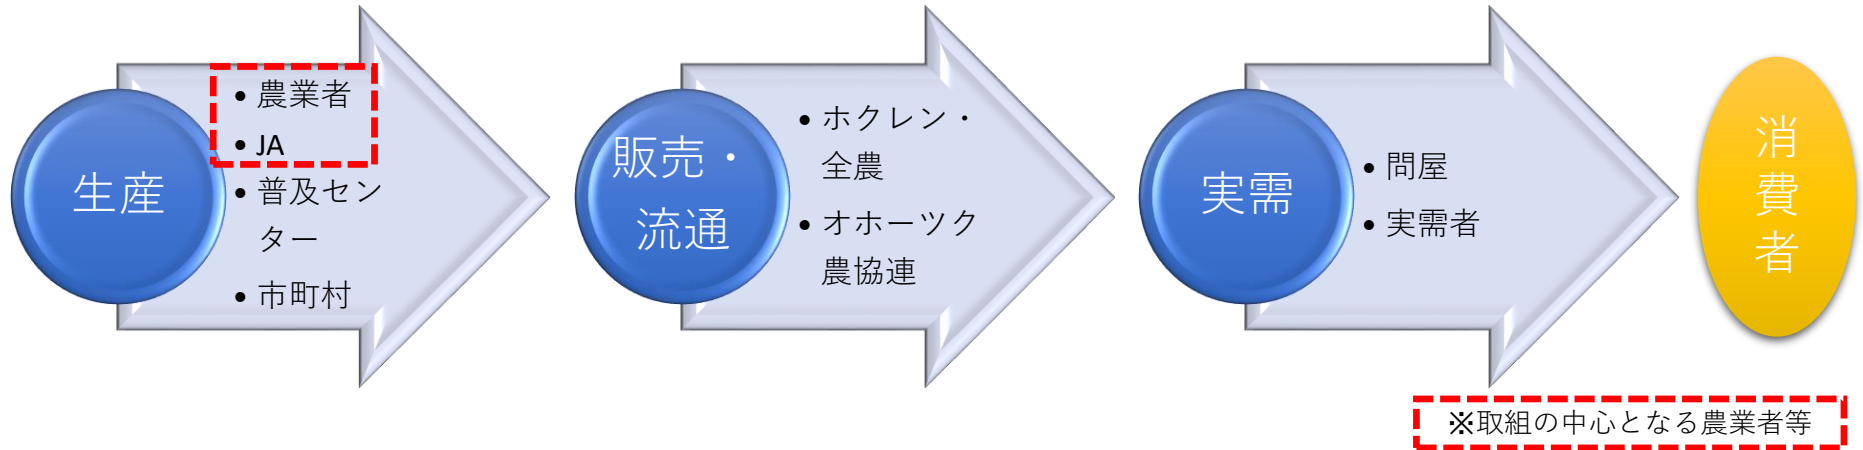 生産
• 農業者
• JA
• 普及セン
ター
• 市町村
販売・
流通
• ホクレン・
全農
• オホーツク
農協連
実需
• 問屋
• 実需者
消
費
者
※取組の中心となる農業者等